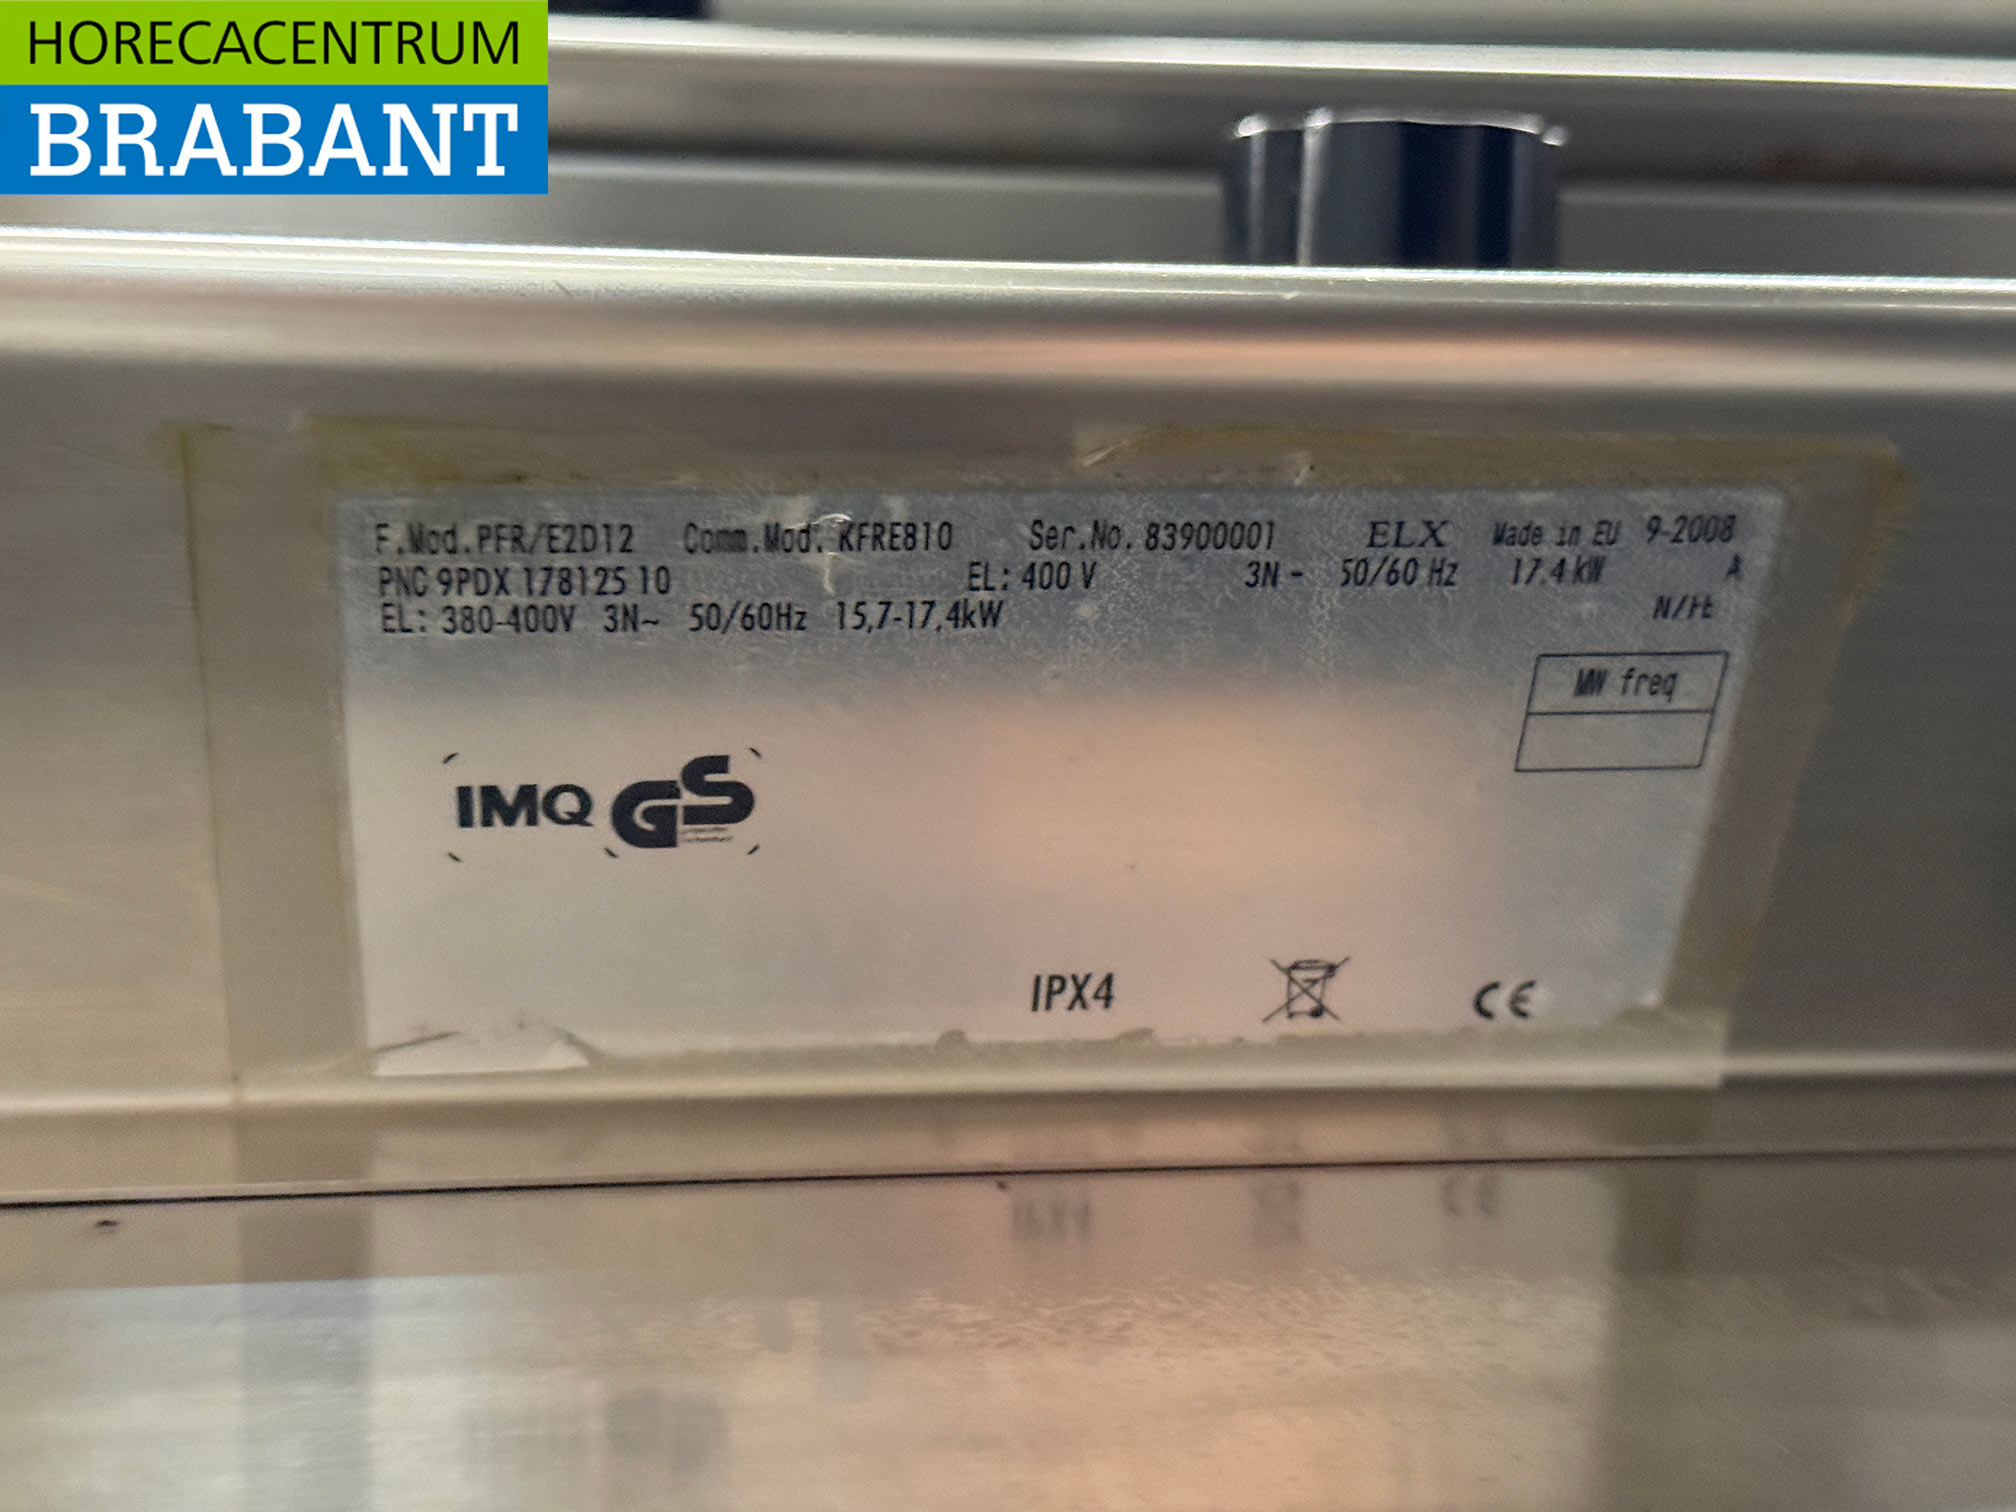 HORECACENTRUM
BRABANT
F.Mod.PFR/E2D12 Comm.Mod. KFRE810 Ser.No. 83900001 ELX Made in EU 9-2008
PNC 9PDX 178125 10 EL: 400 V 3N~ 50/60 Hz 17.4 kW A
EL: 380-400V 3N~ 50/60Hz 15,7-17,4kW
MW freq
IMQ GS
IPX4 CE